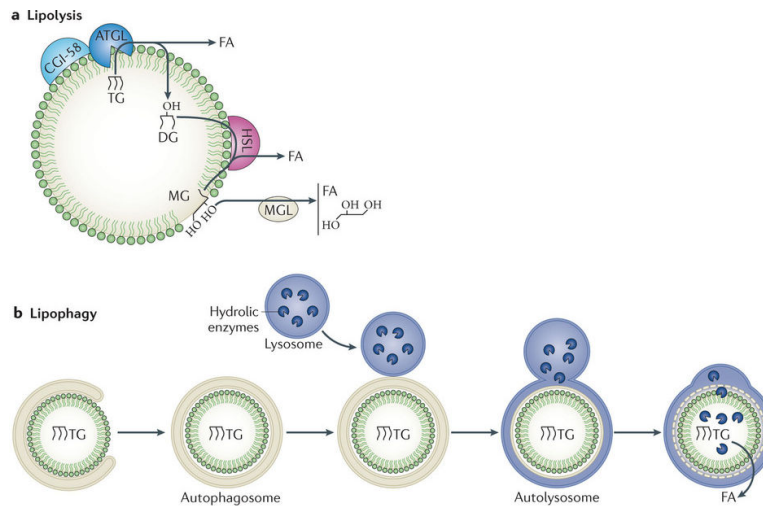 a Lipolysis
CGI-58
ATGL
FA
TG
OH
DG
HSL
FA
MG
HO
HO
MGL
FA
OH
OH
HO
b Lipophagy
Hydrolic
enzymes
Lysosome
TG
TG
TG
TG
TG
Autophagosome
Autolysosome
FA